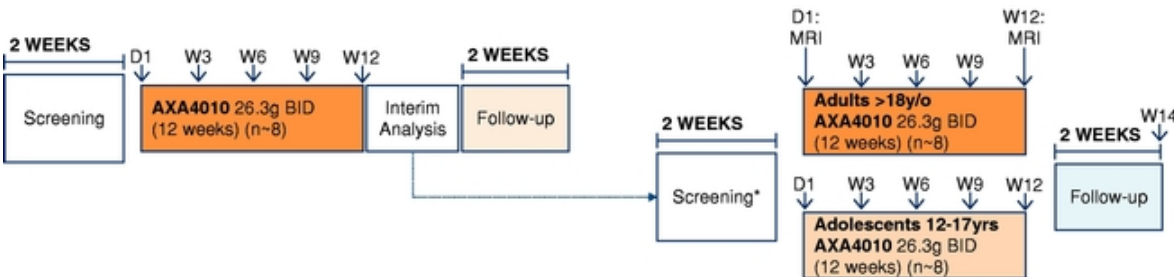 2 WEEKS
D1
W3
W6
W9
W12
2 WEEKS
Screening
AXA4010 26.3g BID
(12 weeks) (n~8)
Interim
Analysis
Follow-up
D1:
MRI
W12:
MRI
W3
W6
W9
2 WEEKS
Screening*
Adults >18y/o
AXA4010 26.3g BID
(12 weeks) (n~8)
D1
W3
W6
W9
W12
Adolescents 12-17yrs
AXA4010 26.3g BID
(12 weeks) (n~8)
2 WEEKS
W14
Follow-up